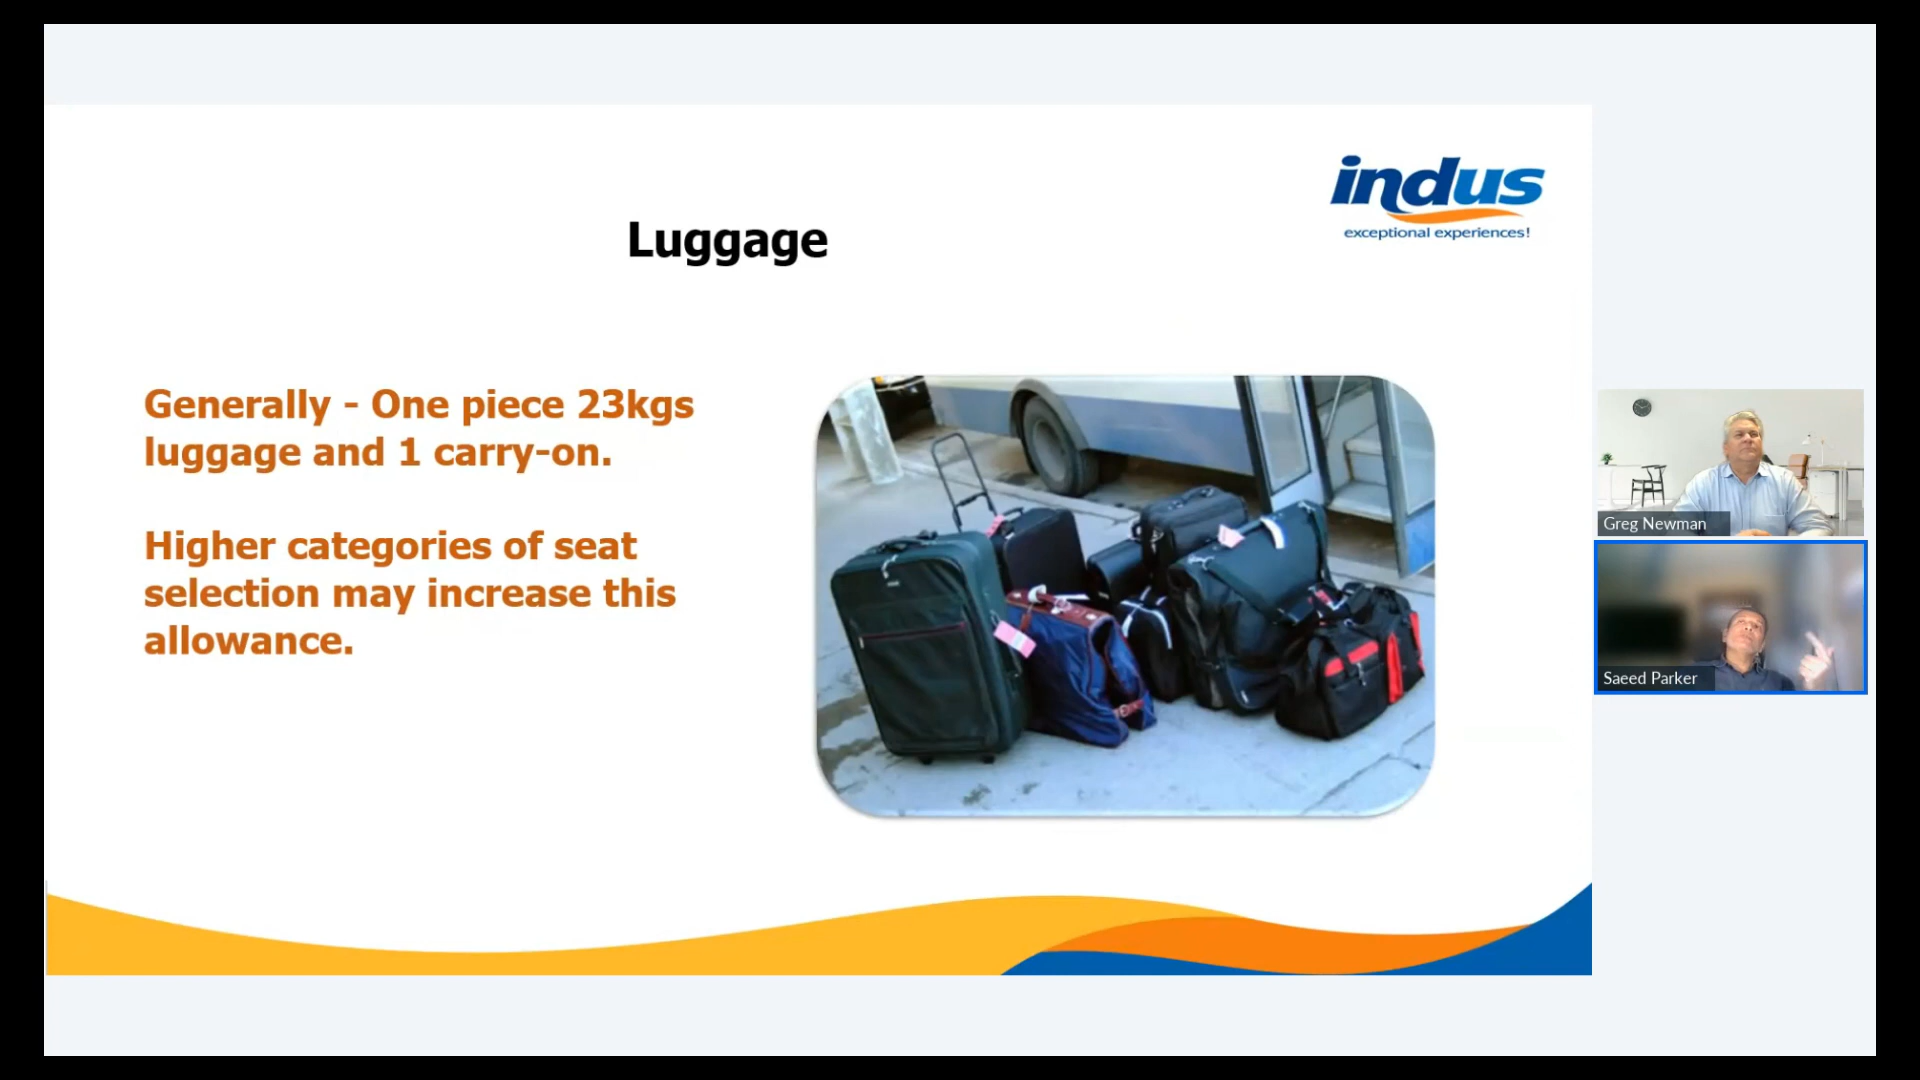 indus
exceptional experiences!
Luggage
Generally - One piece 23kgs
luggage and 1 carry-on.
Higher categories of seat
selection may increase this
allowance.
Greg Newman
Saeed Parker